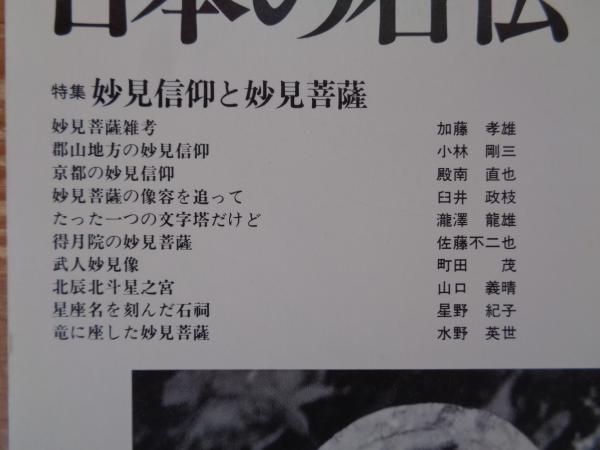 日本の石仏
特集 妙見信仰と妙見菩薩
妙見菩薩雑考 加藤 孝雄
郡山地方の妙見信仰 小林 剛三
京都の妙見信仰 殿南 直也
妙見菩薩の像容を追って 臼井 政枝
たった一つの文字塔だけど 瀧澤 龍雄
得月院の妙見菩薩 佐藤不二也
武人妙見像 町田 茂
北辰北斗星之宮 山口 義晴
星座名を刻んだ石祠 星野 紀子
竜に座した妙見菩薩 水野 英世